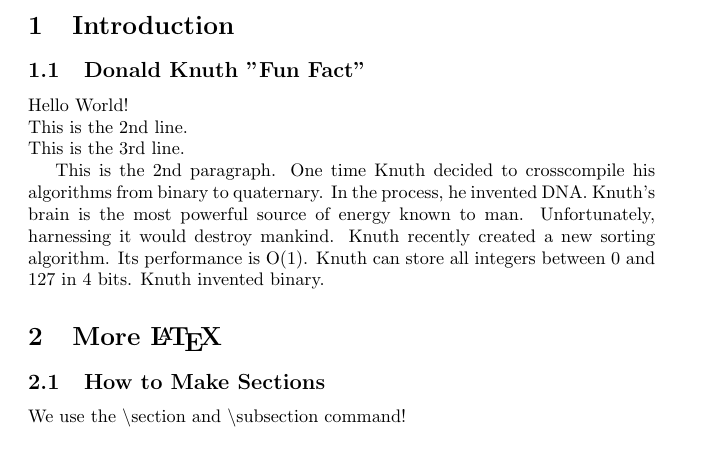 1 Introduction
1.1 Donald Knuth ”Fun Fact”
Hello World!
This is the 2nd line.
This is the 3rd line.
This is the 2nd paragraph. One time Knuth decided to crosscompile his
algorithms from binary to quaternary. In the process, he invented DNA. Knuth’s
brain is the most powerful source of energy known to man. Unfortunately,
harnessing it would destroy mankind. Knuth recently created a new sorting
algorithm. Its performance is O(1). Knuth can store all integers between 0 and
127 in 4 bits. Knuth invented binary.
2 More LATEX
2.1 How to Make Sections
We use the \section and \subsection command!